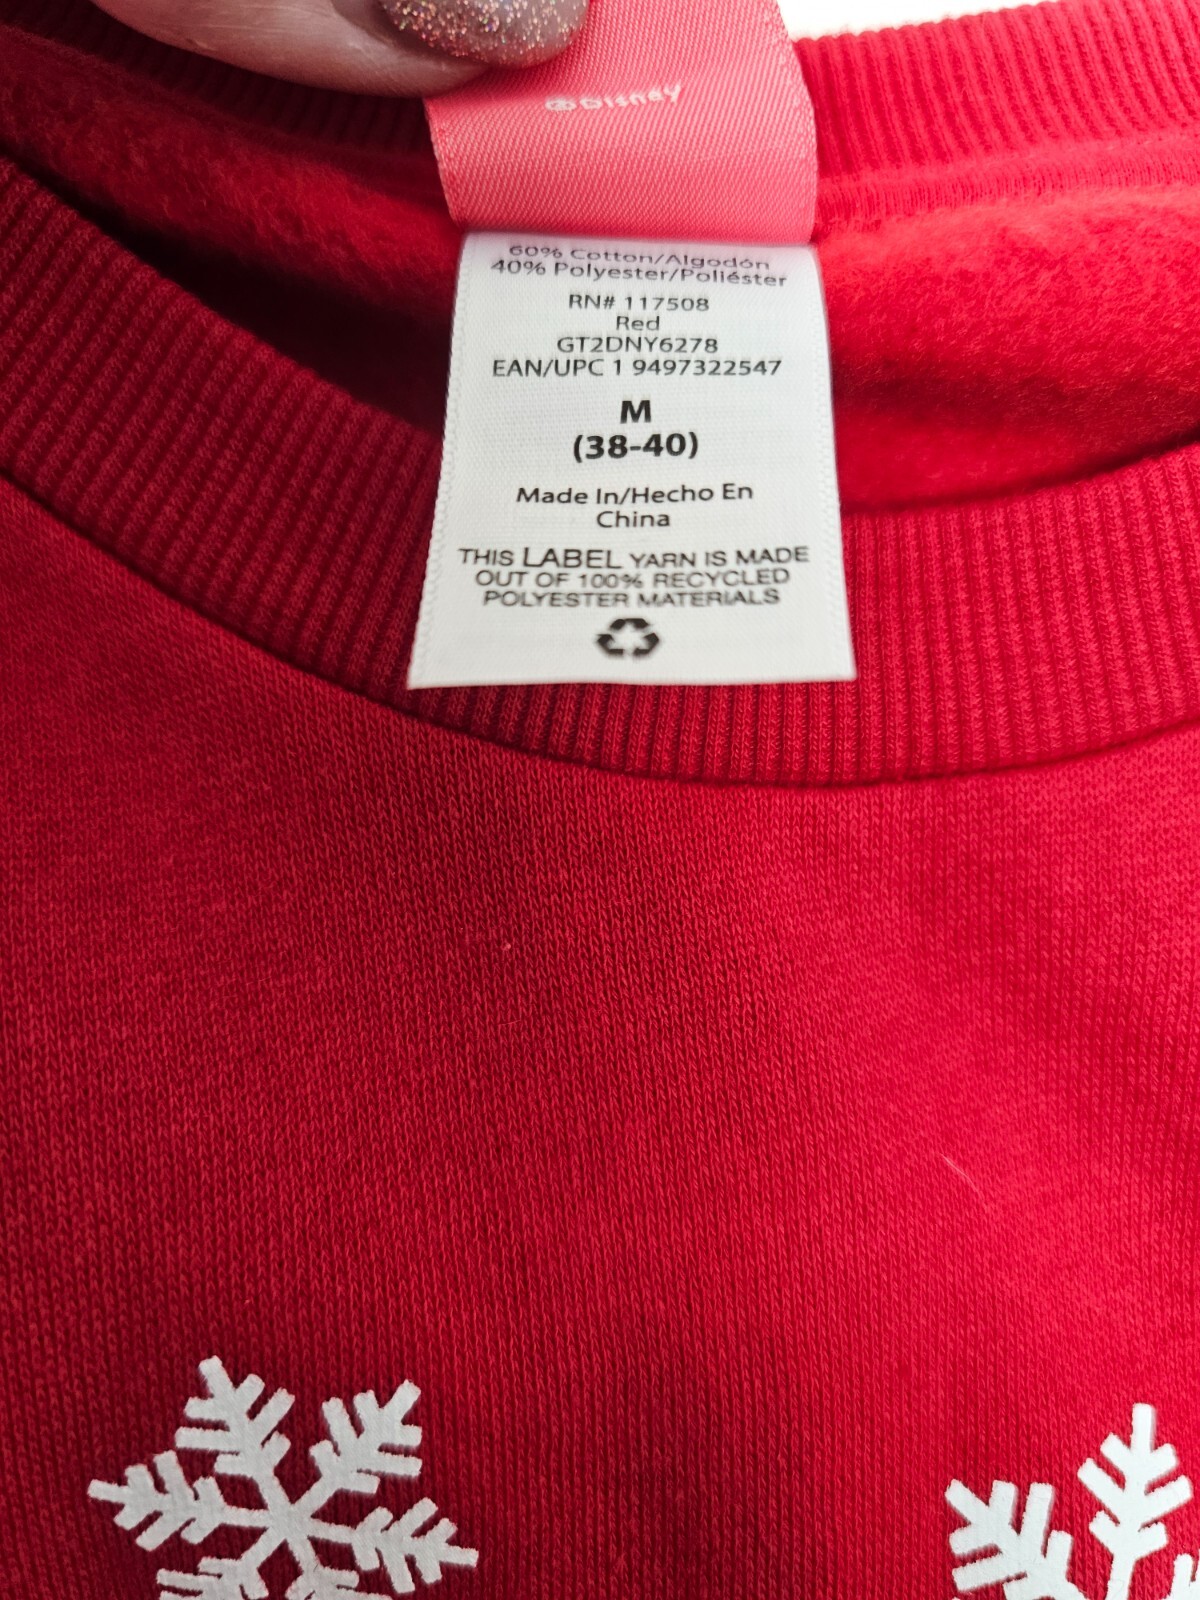 ©Disney
60% Cotton/Algodón
40% Polyester/Poliéster
RN# 117508
Red
GT2DNY6278
EAN/UPC 1 9497322547
M
(38-40)
Made In/Hecho En
China
THIS LABEL YARN IS MADE
OUT OF 100% RECYCLED
POLYESTER MATERIALS